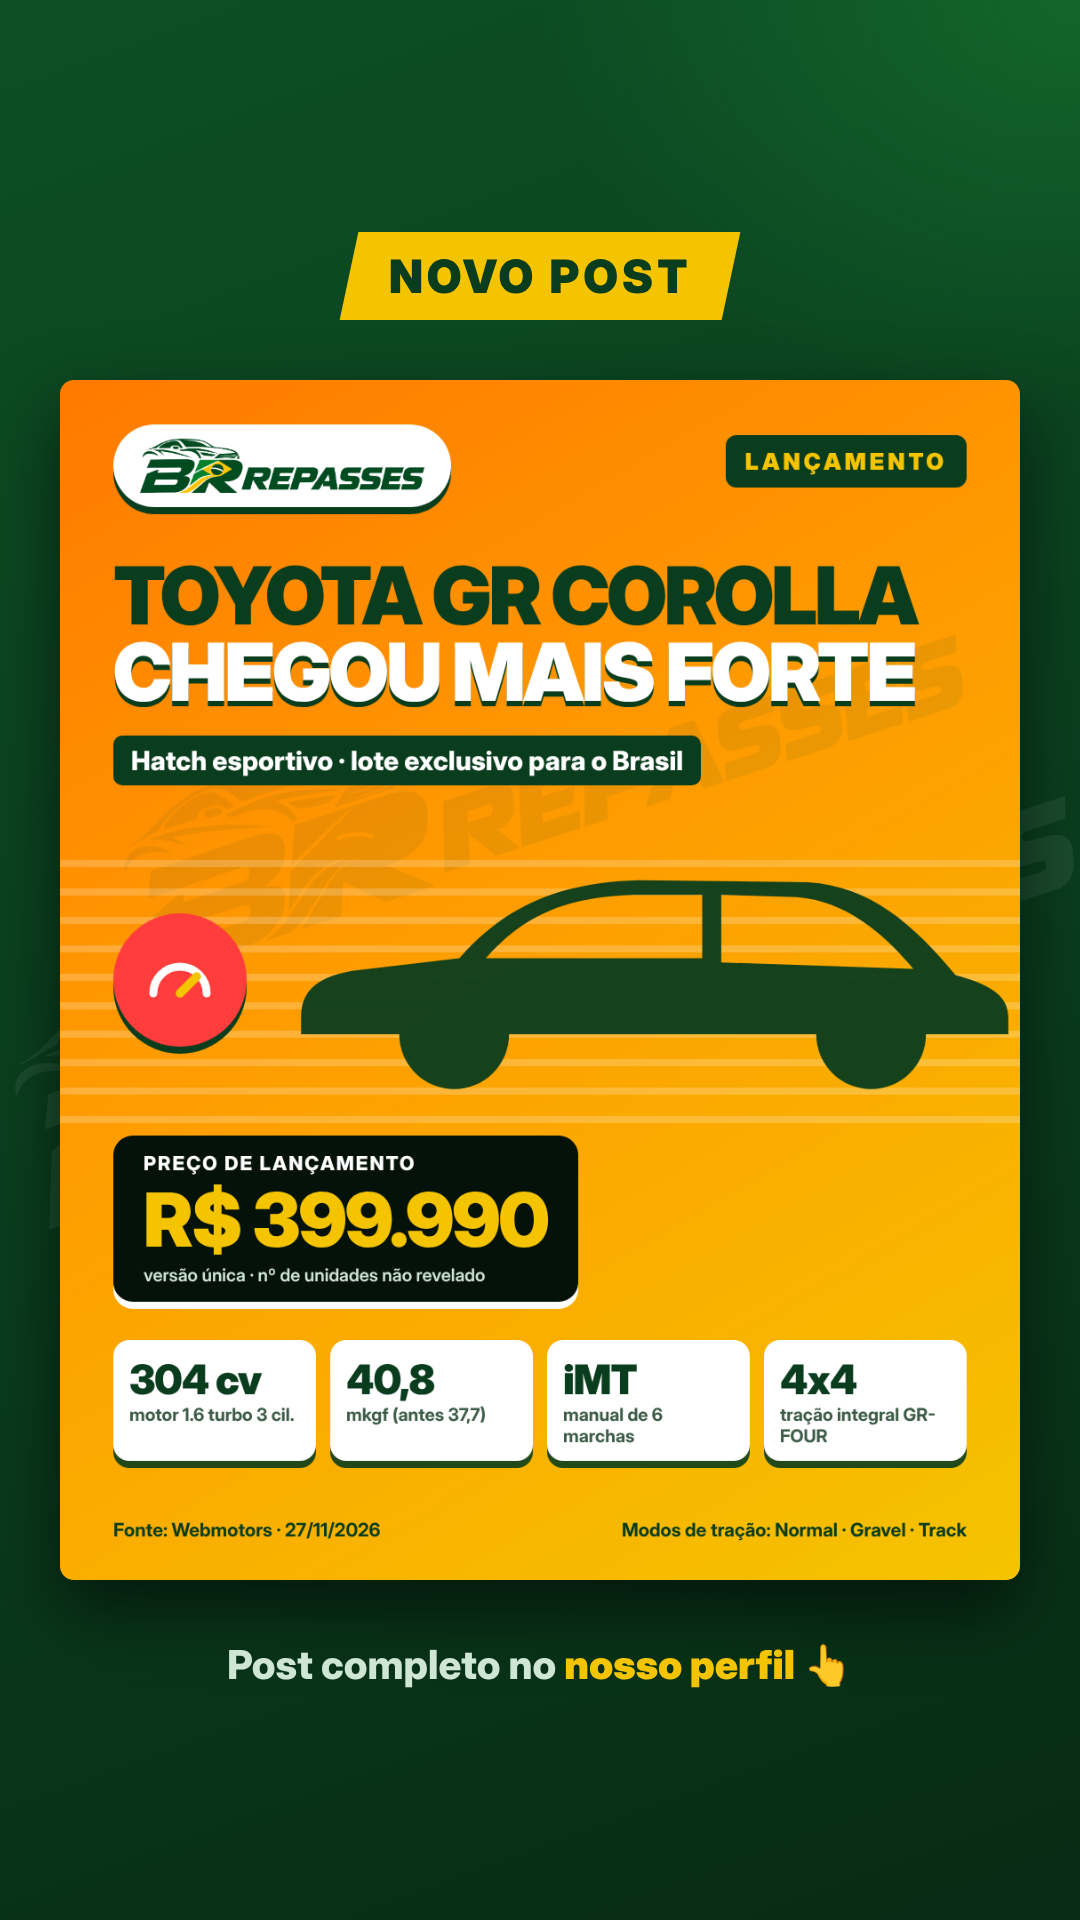 NOVO POST
BR REPASSES
LANÇAMENTO
TOYOTA GR COROLLA
CHEGOU MAIS FORTE
Hatch esportivo · lote exclusivo para o Brasil
BR REPASSES
PREÇO DE LANÇAMENTO
R$ 399.990
versão única · nº de unidades não revelado
304 cv
motor 1.6 turbo 3 cil.
40,8
mkgf (antes 37,7)
iMT
manual de 6
marchas
4x4
tração integral GR-
FOUR
Fonte: Webmotors · 27/11/2026
Modos de tração: Normal · Gravel · Track
Post completo no nosso perfil 👆